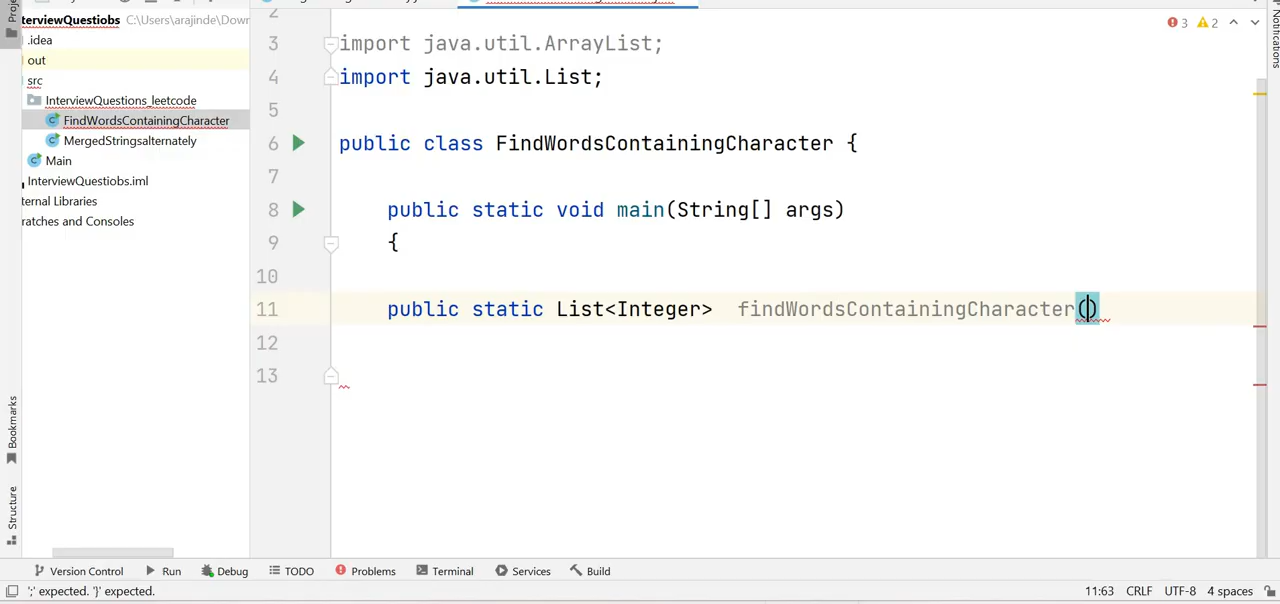 terviewQuestiobs C:\Users\arajinde\Dow
.idea
out
src
InterviewQuestions_leetcode
FindWordsContainingCharacter
MergedStringsalternately
Main
InterviewQuestiobs.iml
ternal Libraries
ratches and Consoles
Bookmarks
Structure
2
3 import java.util.ArrayList;
4 import java.util.List;
5
6 public class FindWordsContainingCharacter {
7
8 public static void main(String[] args)
9 {
10
11 public static List<Integer> findWordsContainingCharacter()
12
13
3 2
Notifications
Version Control Run Debug TODO Problems Terminal Services Build
';' expected. '}' expected. 11:63 CRLF UTF-8 4 spaces